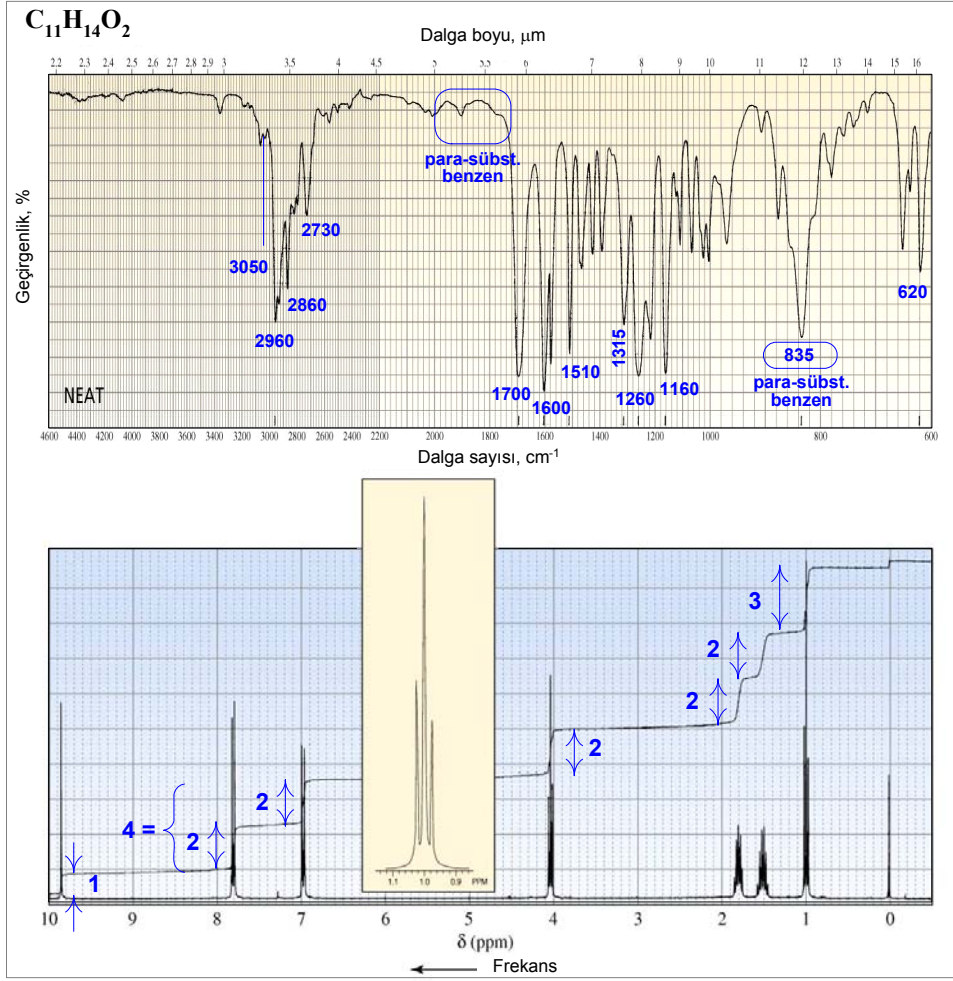 C₁₁H₁₄O₂
Dalga boyu, μm
2.2 2.3 2.4 2.5 2.6 2.7 2.8 2.9 3 3.5 4 4.5 5 5.5 6 7 8 9 10 11 12 13 14 15 16
Geçirgenlik, %
para-sübst.
benzen
2730
3050
2860
2960
1700
1600
1510
1315
1260
1160
835
para-sübst.
benzen
620
NEAT
4600 4400 4200 4000 3800 3600 3400 3200 3000 2800 2600 2400 2200 2000 1800 1600 1400 1200 1000 800 600
Dalga sayısı, cm⁻¹
3
2
2
2
2
4 =
2
1
1.1 1.0 0.9 PPM
10 9 8 7 6 5 4 3 2 1 0
δ (ppm)
Frekans